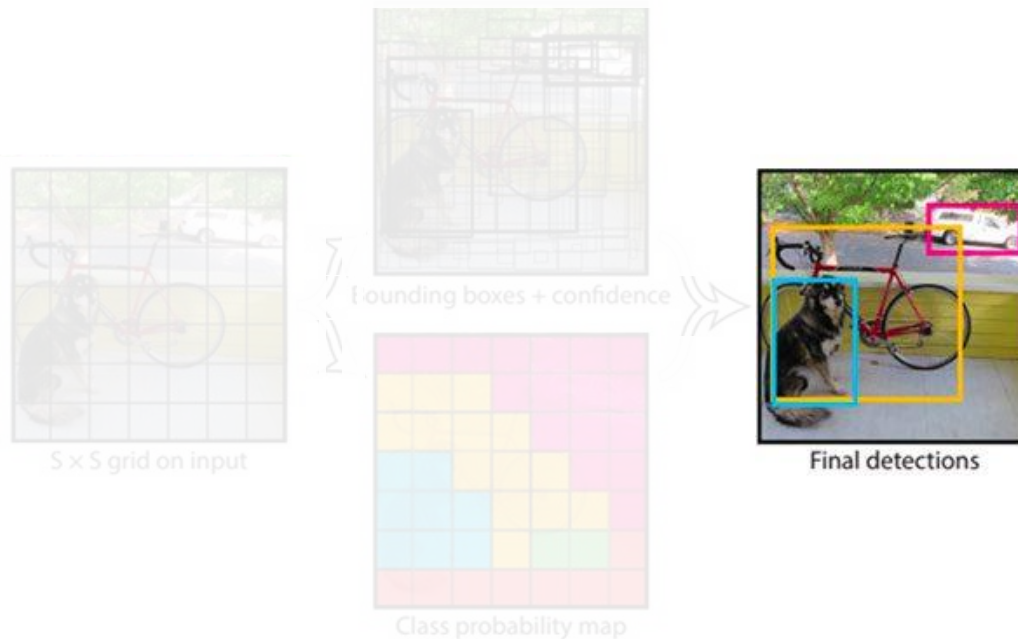 ounding boxes + confidence
S × S grid on input
Final detections
Class probability map